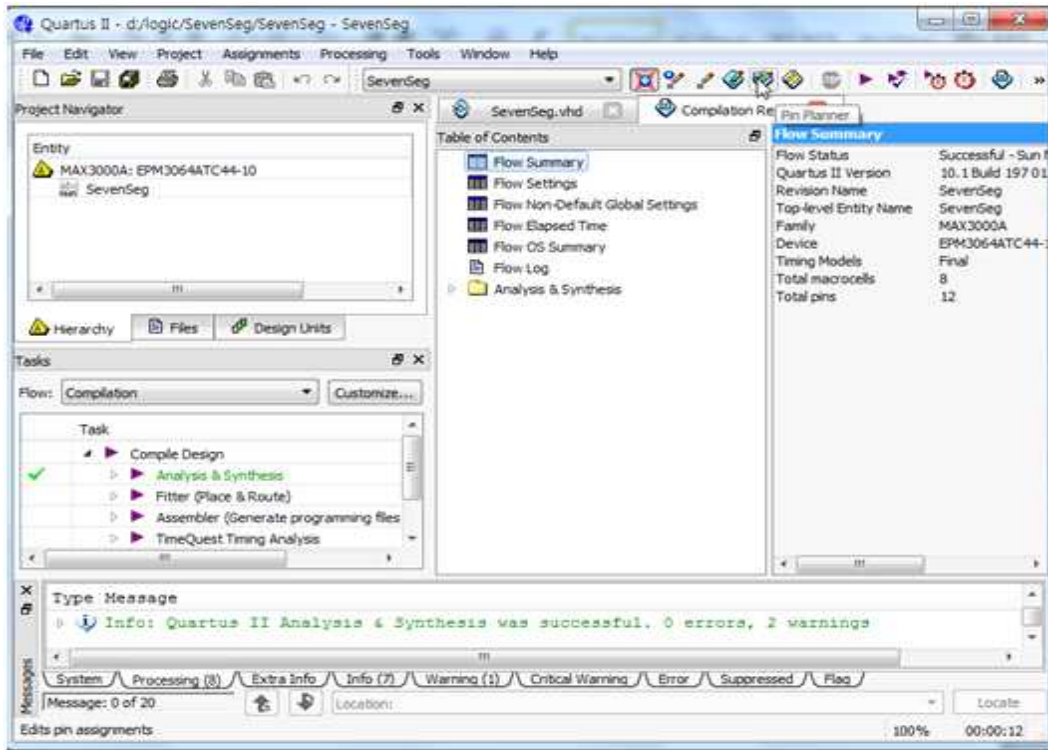 Quartus II - d:/logic/SevenSeg/SevenSeg - SevenSeg
File Edit View Project Assignments Processing Tools Window Help
SevenSeg
Project Navigator
Entity
MAX3000A: EPM3064ATC44-10
SevenSeg
Hierarchy Files Design Units
Tasks
Flow: Compilation Customize...
Task
Compile Design
Analysis & Synthesis
Fitter (Place & Route)
Assembler (Generate programming files
TimeQuest Timing Analysis
SevenSeg.vhd Compilation Re
Pin Planner
Table of Contents
Flow Summary
Flow Settings
Flow Non-Default Global Settings
Flow Elapsed Time
Flow OS Summary
Flow Log
Analysis & Synthesis
Flow Summary
Flow Status Successful - Sun
Quartus II Version 10.1 Build 197 01
Revision Name SevenSeg
Top-level Entity Name SevenSeg
Family MAX3000A
Device EPM3064ATC44-
Timing Models Final
Total macrocells 8
Total pins 12
Type Message
Info: Quartus II Analysis & Synthesis was successful. 0 errors, 2 warnings
Messages
System Processing (8) Extra Info Info (7) Warning (1) Critical Warning Error Suppressed Flag
Message: 0 of 20 Location: Locate
Edits pin assignments 100% 00:00:12